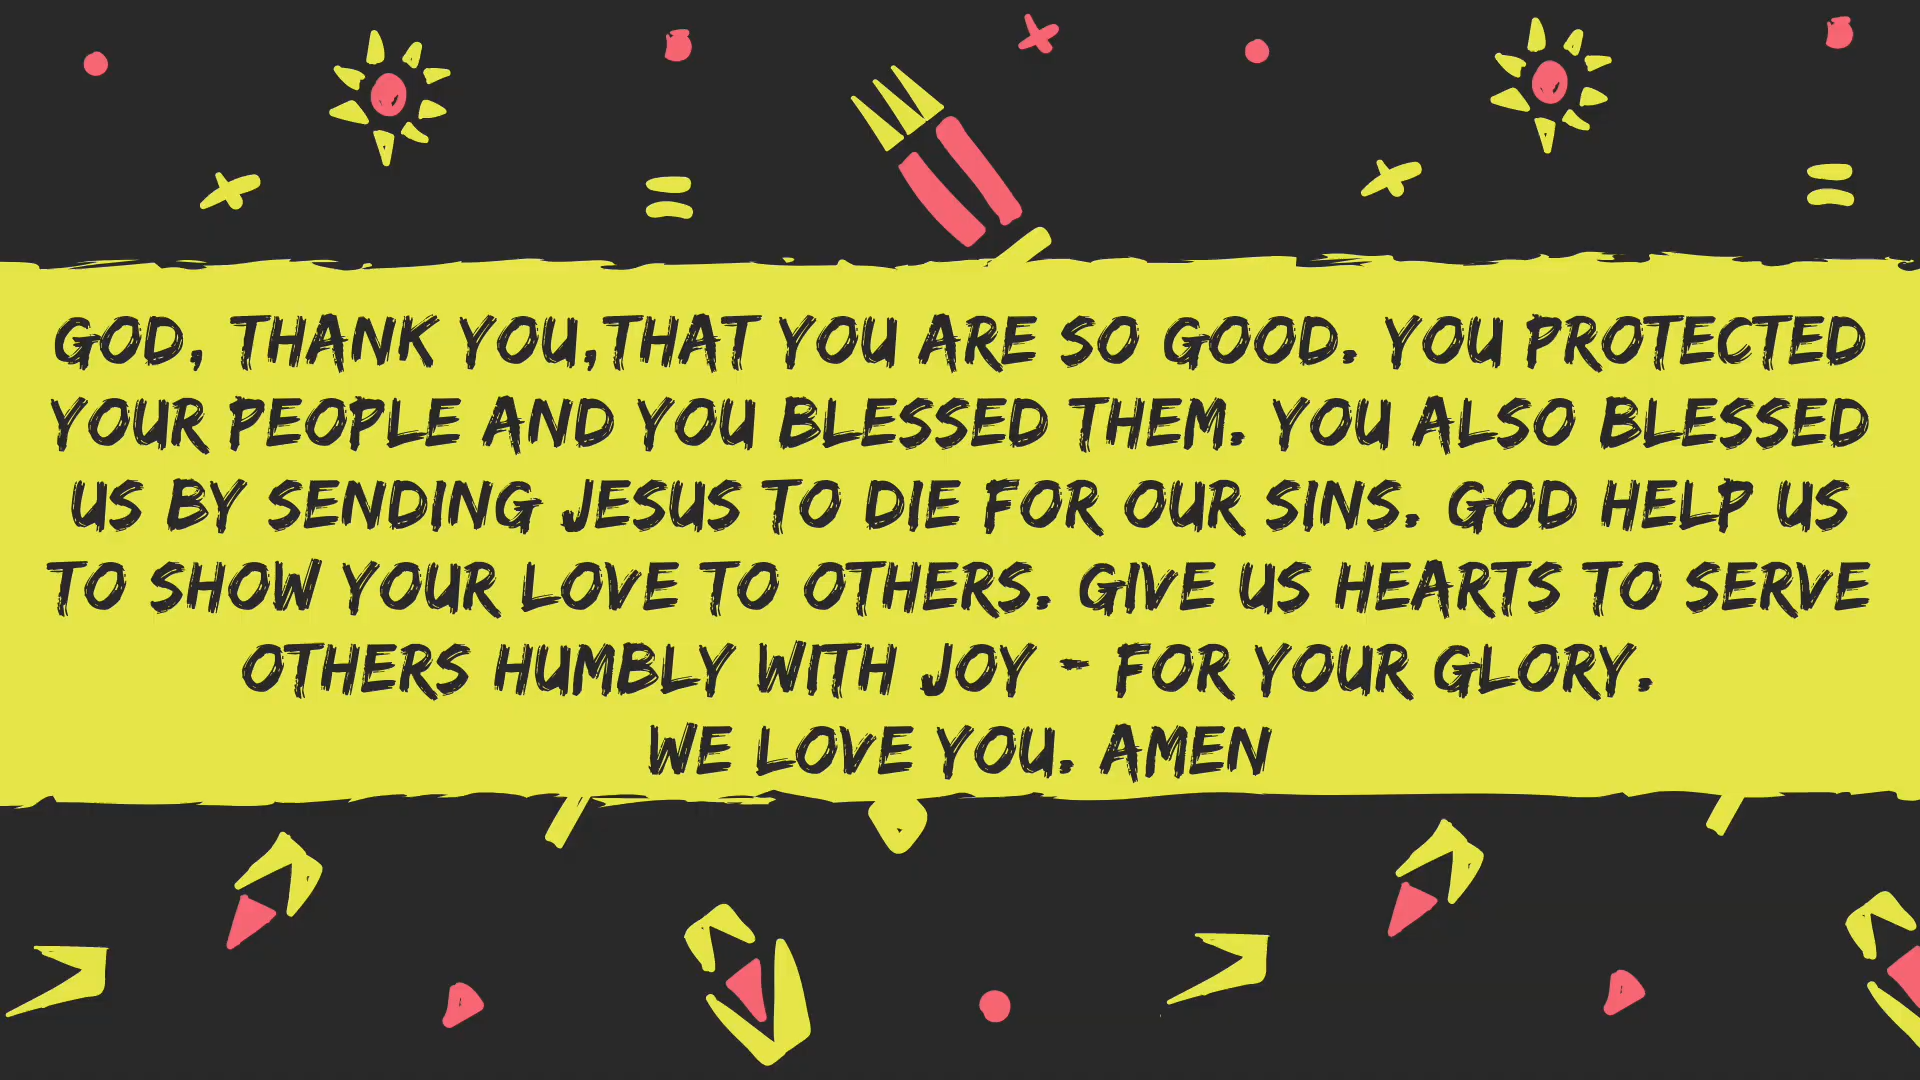 GOD, THANK YOU,THAT YOU ARE SO GOOD. YOU PROTECTED
YOUR PEOPLE AND YOU BLESSED THEM. YOU ALSO BLESSED
US BY SENDING JESUS TO DIE FOR OUR SINS. GOD HELP US
TO SHOW YOUR LOVE TO OTHERS. GIVE US HEARTS TO SERVE
OTHERS HUMBLY WITH JOY - FOR YOUR GLORY.
WE LOVE YOU. AMEN